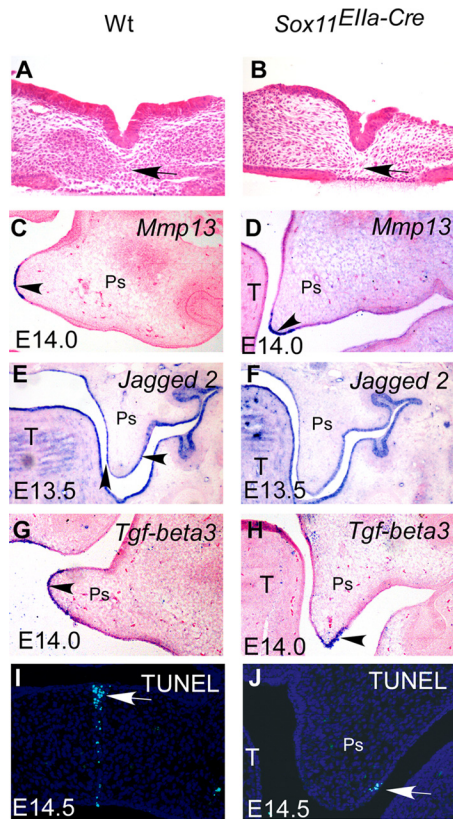 Wt Sox11EIIa-Cre
A B
C Mmp13 Ps E14.0
D Mmp13 T Ps E14.0
E Jagged 2 Ps T E13.5
F Jagged 2 Ps T E13.5
G Tgf-beta3 Ps E14.0
H Tgf-beta3 T Ps E14.0
I TUNEL E14.5
J TUNEL Ps T E14.5